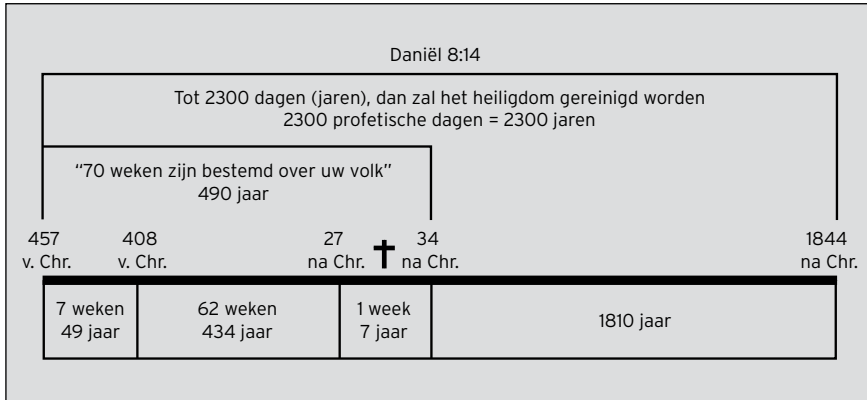 Daniël 8:14
Tot 2300 dagen (jaren), dan zal het heiligdom gereinigd worden
2300 profetische dagen = 2300 jaren
“70 weken zijn bestemd over uw volk”
490 jaar
457 408 27 34 1844
v. Chr. v. Chr. na Chr. na Chr. na Chr.
7 weken 62 weken 1 week
49 jaar 434 jaar 7 jaar
1810 jaar